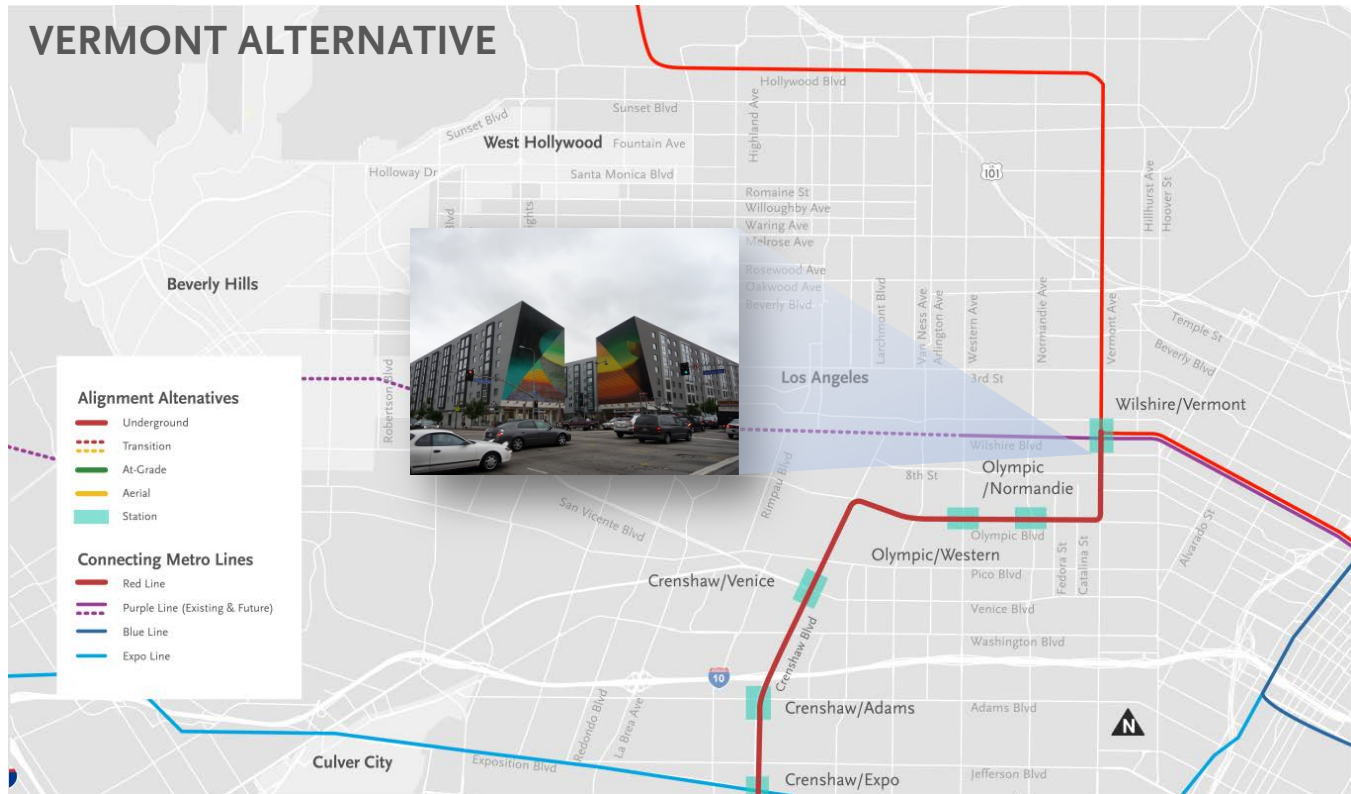 VERMONT ALTERNATIVE
Hollywood Blvd
Sunset Blvd
Sunset Blvd
Highland Ave
West Hollywood
Fountain Ave
101
Holloway Dr
Santa Monica Blvd
Hillhurst Ave
Hoover St
Romaine St
Willoughby Ave
Waring Ave
Melrose Ave
Blvd
ghts
Beverly Hills
Rosewood Ave
Oakwood Ave
Beverly Blvd
Larchmont Blvd
Van Ness Ave
Arlington Ave
Western Ave
Normandie Ave
Vermont Ave
Temple St
Beverly Blvd
Robertson Blvd
Los Angeles
3rd St
Wilshire/Vermont
Alignment Altenatives
Underground
Transition
At-Grade
Aerial
Station
Connecting Metro Lines
Red Line
Purple Line (Existing & Future)
Blue Line
Expo Line
Wilshire Blvd
8th St
Olympic
/Normandie
Rimpau Blvd
San Vicente Blvd
Olympic Blvd
Alvarado St
Olympic/Western
Fedora St
Catalina St
Crenshaw/Venice
Pico Blvd
Venice Blvd
Crenshaw Blvd
Washington Blvd
10
Redondo Blvd
La Brea Ave
Crenshaw/Adams
Adams Blvd
N
Culver City
Exposition Blvd
Crenshaw/Expo
Jefferson Blvd